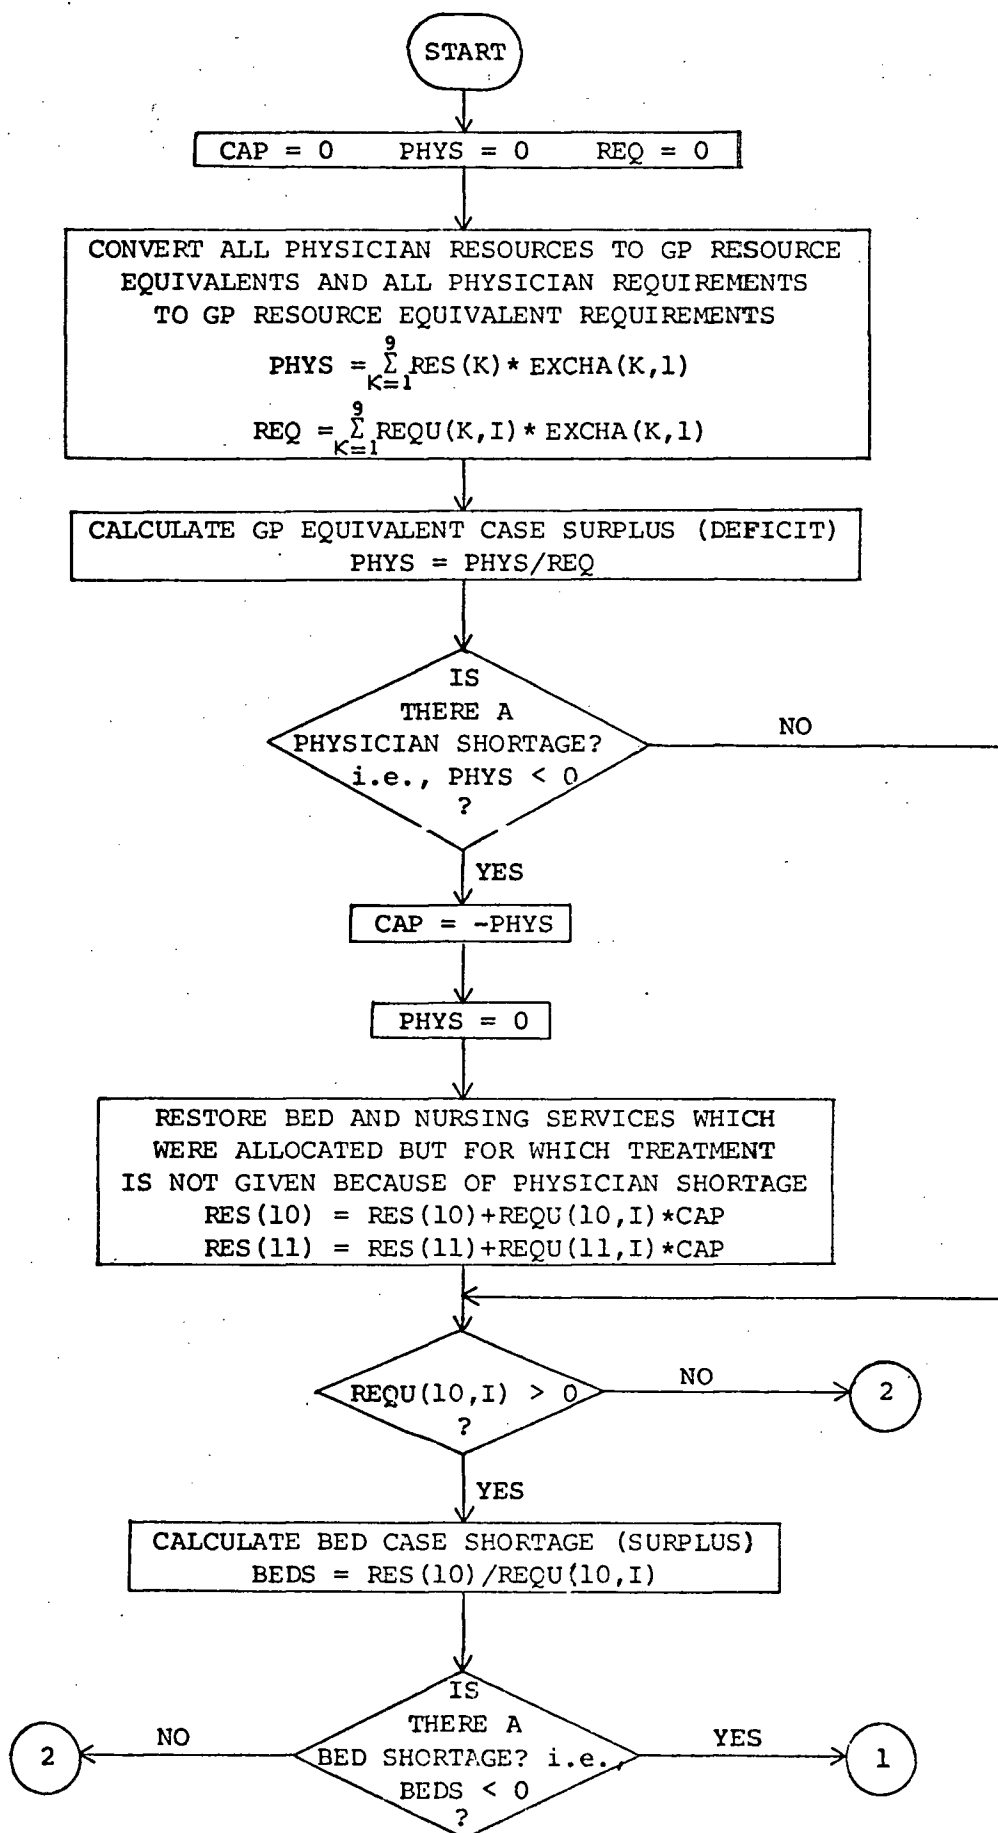 START
CAP = 0 PHYS = 0 REQ = 0
CONVERT ALL PHYSICIAN RESOURCES TO GP RESOURCE
EQUIVALENTS AND ALL PHYSICIAN REQUIREMENTS
TO GP RESOURCE EQUIVALENT REQUIREMENTS
9
PHYS = Σ RES(K)* EXCHA(K,1)
K=1
9
REQ = Σ REQU(K,I)* EXCHA(K,1)
K=1
CALCULATE GP EQUIVALENT CASE SURPLUS (DEFICIT)
PHYS = PHYS/REQ
IS
THERE A
PHYSICIAN SHORTAGE?
i.e., PHYS < 0
?
NO
YES
CAP = -PHYS
PHYS = 0
RESTORE BED AND NURSING SERVICES WHICH
WERE ALLOCATED BUT FOR WHICH TREATMENT
IS NOT GIVEN BECAUSE OF PHYSICIAN SHORTAGE
RES(10) = RES(10)+REQU(10,I)*CAP
RES(11) = RES(11)+REQU(11,I)*CAP
REQU(10,I) > 0
?
NO
2
YES
CALCULATE BED CASE SHORTAGE (SURPLUS)
BEDS = RES(10)/REQU(10,I)
IS
THERE A
BED SHORTAGE? i.e.,
BEDS < 0
?
NO
2
YES
1